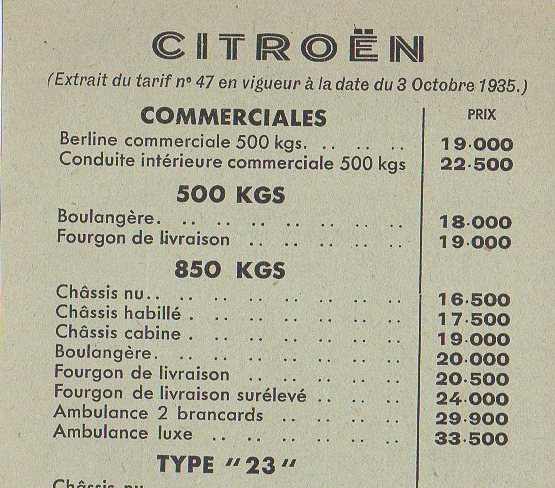 CITROËN
(Extrait du tarif nº 47 en vigueur à la date du 3 Octobre 1935.)
COMMERCIALES PRIX
Berline commerciale 500 kgs. .. .. .. 19.000
Conduite intérieure commerciale 500 kgs 22.500
500 KGS
Boulangère. .. .. .. .. .. .. .. 18.000
Fourgon de livraison .. .. .. .. .. 19.000
850 KGS
Châssis nu.. .. .. .. .. .. .. .. 16.500
Châssis habillé . .. .. .. .. .. .. 17.500
Châssis cabine . .. .. .. .. .. .. 19.000
Boulangère. .. .. .. .. .. .. .. 20.000
Fourgon de livraison .. .. .. .. .. 20.500
Fourgon de livraison surélevé .. .. .. 24.000
Ambulance 2 brancards .. .. .. .. 29.900
Ambulance luxe .. .. .. .. .. .. 33.500
TYPE "23"
Châssis nu